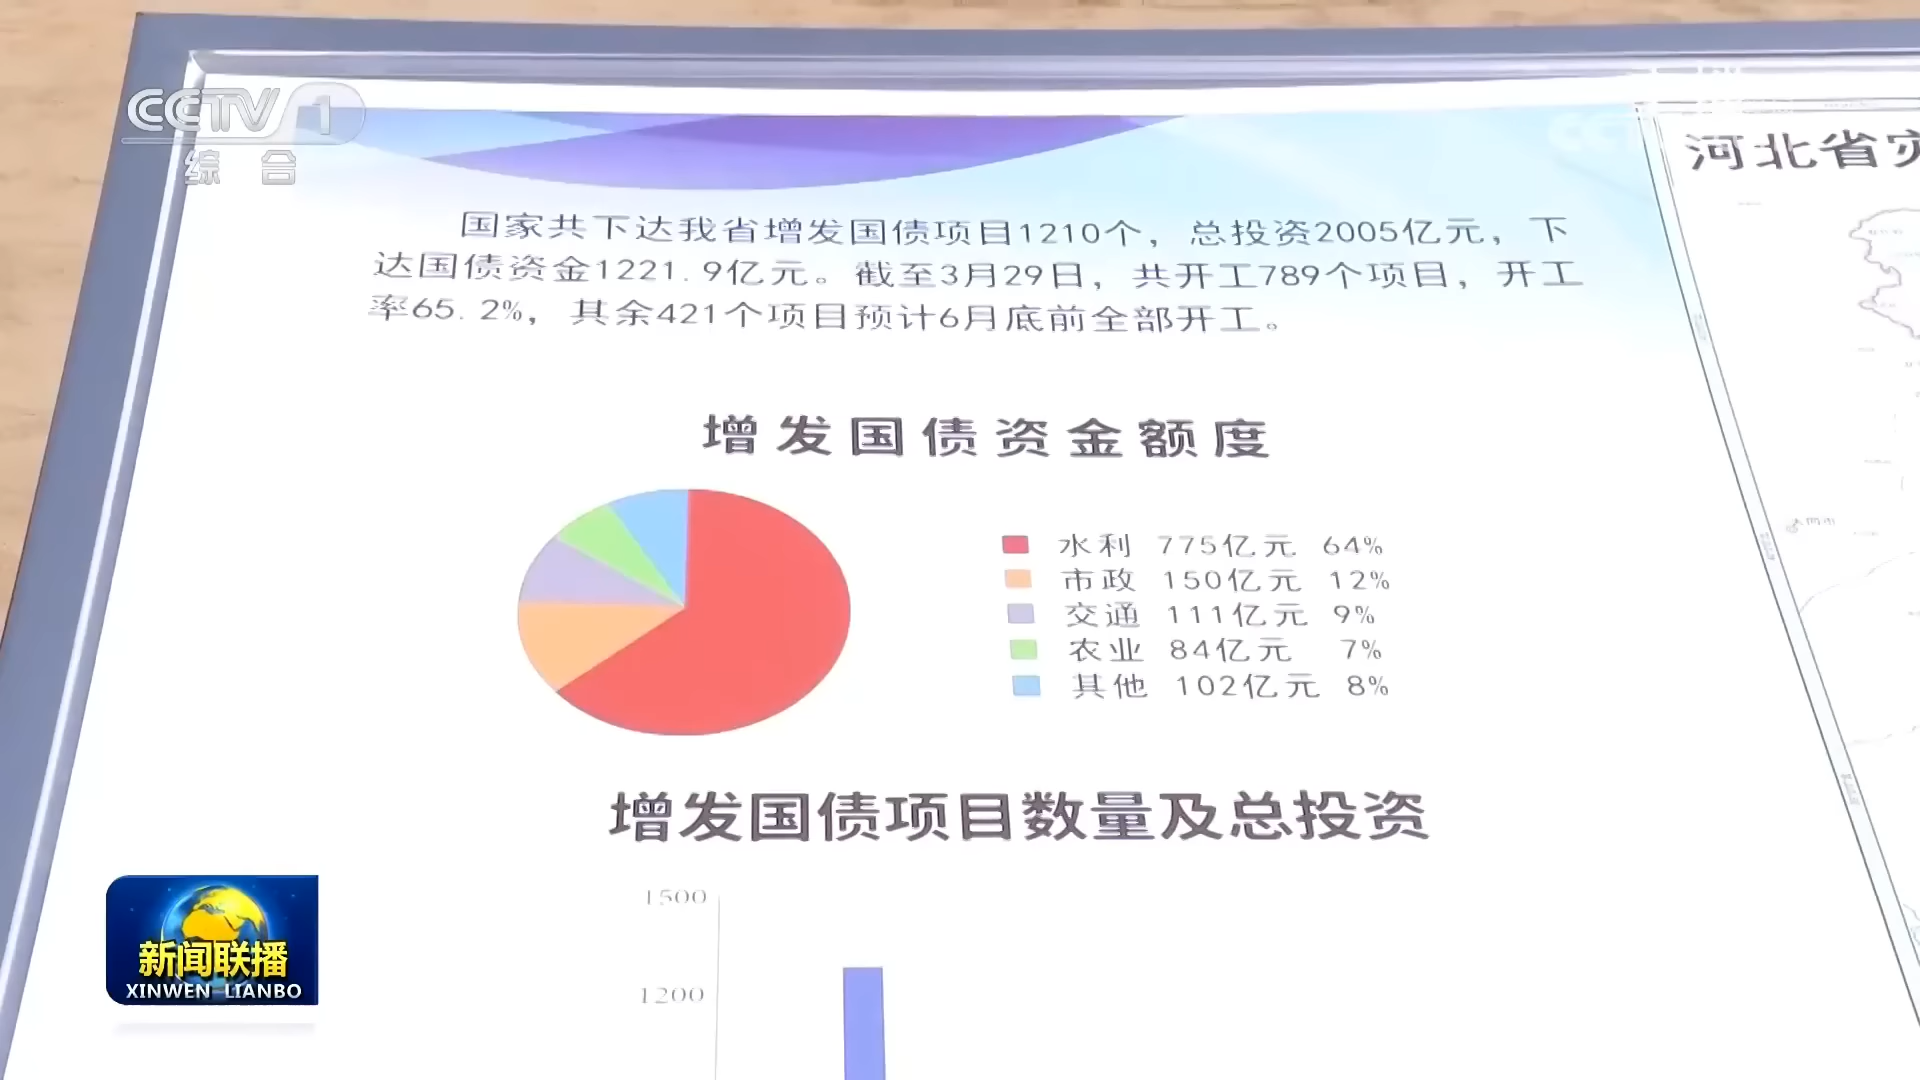 CCTV 1
综 合
河北省灾
国家共下达我省增发国债项目1210个，总投资2005亿元，下
达国债资金1221.9亿元。截至3月29日，共开工789个项目，开工
率65.2%，其余421个项目预计6月底前全部开工。
增发国债资金额度
水利 775亿元 64%
市政 150亿元 12%
交通 111亿元 9%
农业 84亿元 7%
其他 102亿元 8%
增发国债项目数量及总投资
1500
1200
新闻联播
XINWEN LIANBO